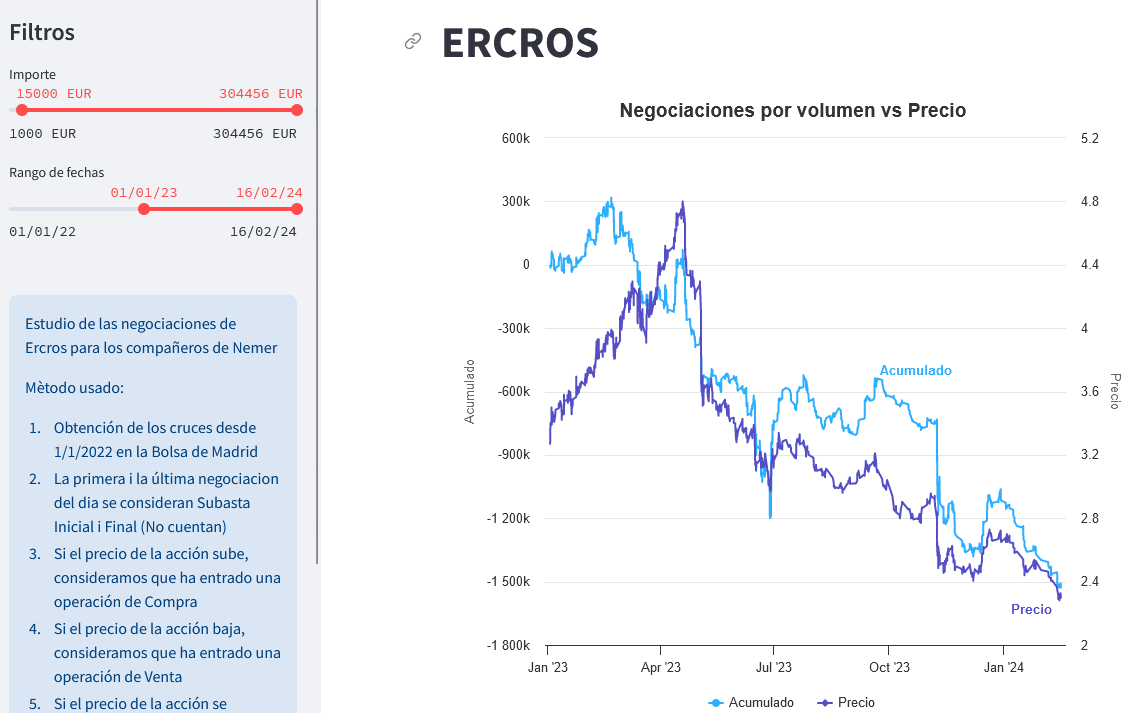 Filtros
Importe
15000 EUR 304456 EUR
1000 EUR 304456 EUR
Rango de fechas
01/01/23 16/02/24
01/01/22 16/02/24
Estudio de las negociaciones de
Ercros para los compañeros de Nemer
Mètodo usado:
1. Obtención de los cruces desde
1/1/2022 en la Bolsa de Madrid
2. La primera i la última negociacion
del dia se consideran Subasta
Inicial i Final (No cuentan)
3. Si el precio de la acción sube,
consideramos que ha entrado una
operación de Compra
4. Si el precio de la acción baja,
consideramos que ha entrado una
operación de Venta
5. Si el precio de la acción se
ERCROS
Negociaciones por volumen vs Precio
600k 5.2
300k 4.8
0 4.4
-300k 4
-600k 3.6
-900k 3.2
-1 200k 2.8
-1 500k 2.4
-1 800k 2
Acumulado
Precio
Acumulado
Precio
Jan '23 Apr '23 Jul '23 Oct '23 Jan '24
Acumulado Precio